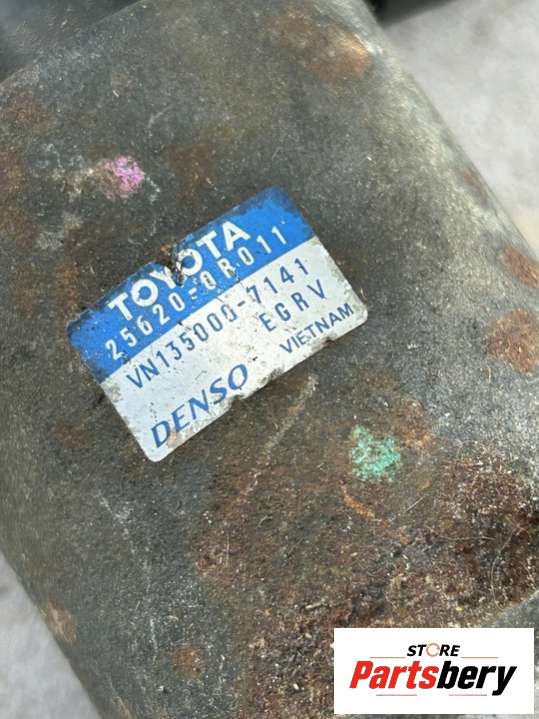 TOYOTA
25620-0R011
VN135000-7141
EGRV
DENSO VIETNAM
STORE
Partsbery